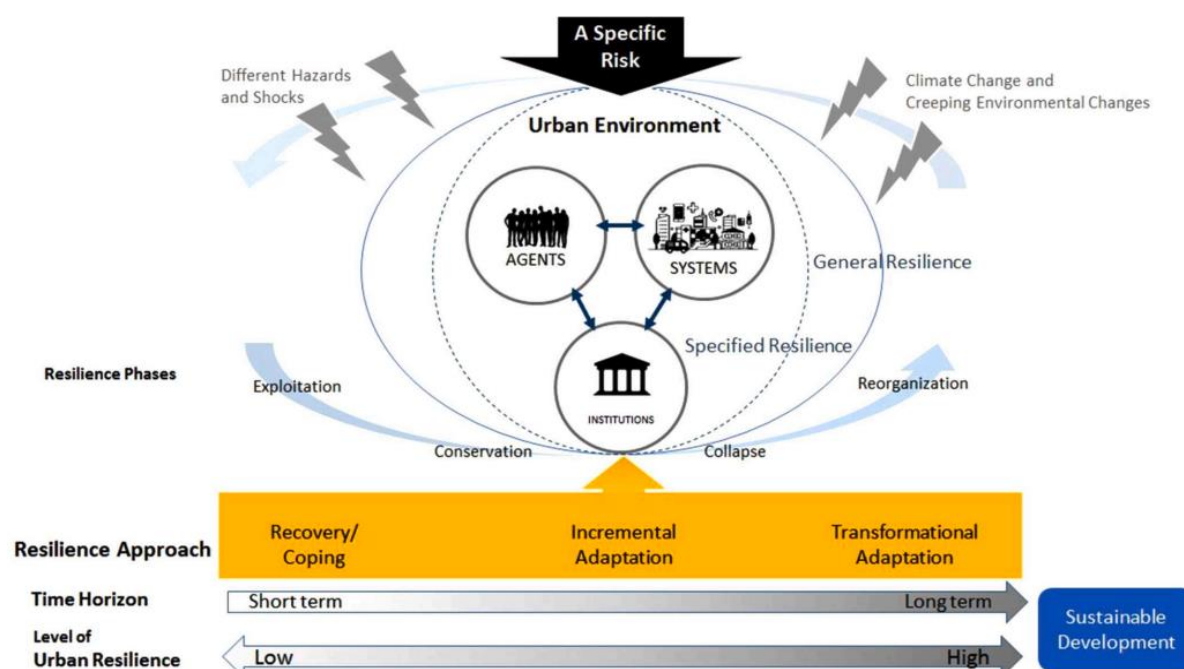 A Specific
Risk
Different Hazards
and Shocks
Climate Change and
Creeping Environmental Changes
Urban Environment
AGENTS
SYSTEMS
General Resilience
Specified Resilience
INSTITUTIONS
Resilience Phases
Exploitation
Conservation
Collapse
Reorganization
Resilience Approach
Recovery/
Coping
Incremental
Adaptation
Transformational
Adaptation
Time Horizon
Short term
Long term
Level of
Urban Resilience
Low
High
Sustainable
Development